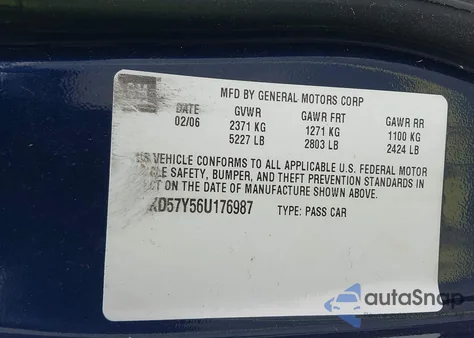 GM
MFD BY GENERAL MOTORS CORP
DATE GVWR GAWR FRT GAWR RR
02/06 2371 KG 1271 KG 1100 KG
5227 LB 2803 LB 2424 LB
VEHICLE CONFORMS TO ALL APPLICABLE U.S. FEDERAL MOTOR
SAFETY, BUMPER, AND THEFT PREVENTION STANDARDS IN
ON THE DATE OF MANUFACTURE SHOWN ABOVE.
D57Y56U176987 TYPE: PASS CAR
autoSnap